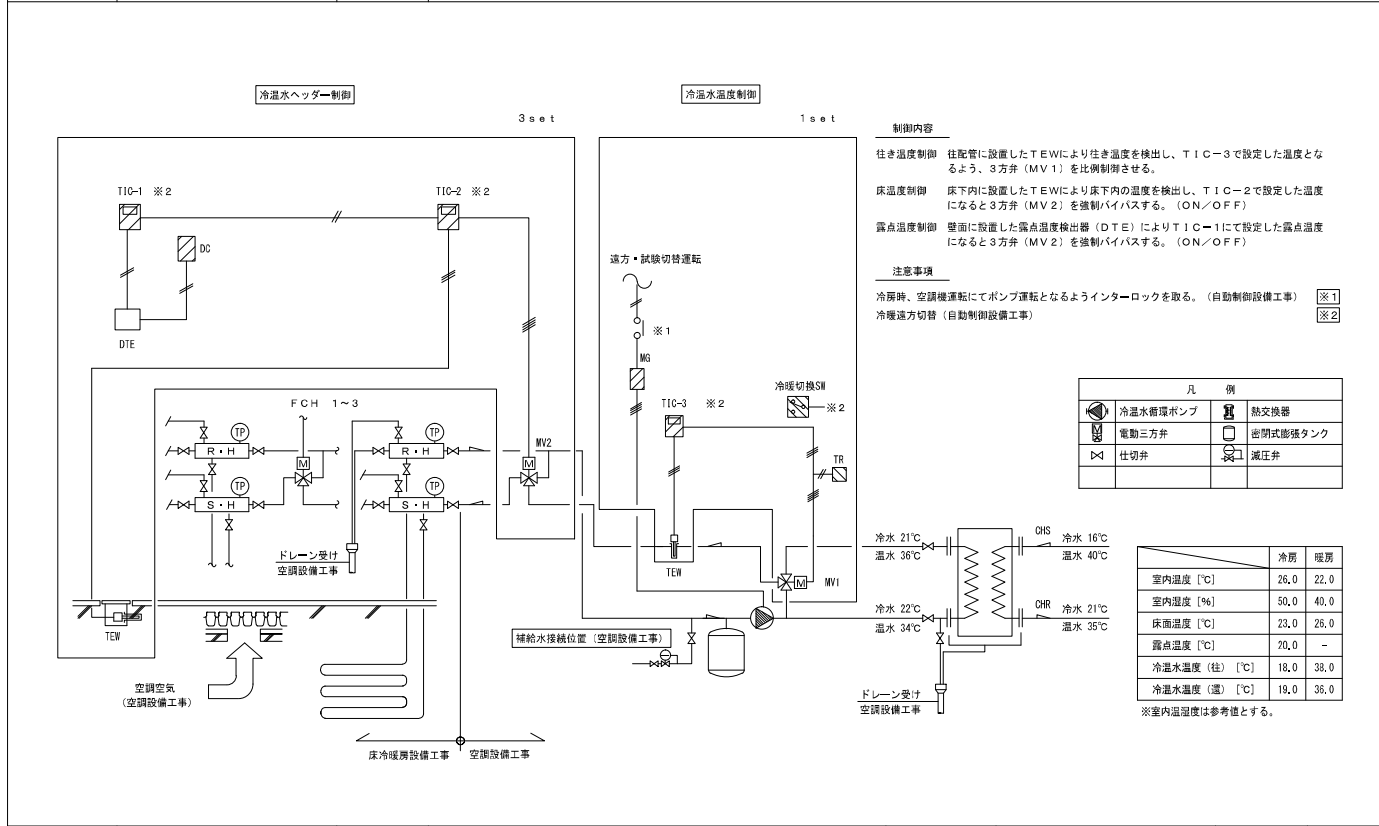 冷温水ヘッダー制御
3set
TIC-1 ※2
TIC-2 ※2
DC
DTE
FCH 1~3
TP
R・H
TP
S・H
M
TP
R・H
TP
S・H
M
MV2
ドレーン受け
空調設備工事
TEW
空調空気
(空調設備工事)
床冷暖房設備工事
空調設備工事
冷温水温度制御
1set
遠方・試験切替運転
※1
MG
TIC-3 ※2
冷暖切換SW
※2
TR
TEW
M
MV1
補給水接続位置(空調設備工事)
冷水 21℃
温水 36℃
冷水 22℃
温水 34℃
CHS
冷水 16℃
温水 40℃
CHR
冷水 21℃
温水 35℃
ドレーン受け
空調設備工事
制御内容
往き温度制御 往配管に設置したTEWにより往き温度を検出し、TIC-3で設定した温度とな
るよう、3方弁(MV1)を比例制御させる。
床温度制御 床下内に設置したTEWにより床下内の温度を検出し、TIC-2で設定した温度
になると3方弁(MV2)を強制バイパスする。(ON/OFF)
露点温度制御 壁面に設置した露点温度検出器(DTE)によりTIC-1にて設定した露点温度
になると3方弁(MV2)を強制バイパスする。(ON/OFF)
注意事項
冷房時、空調機運転にてポンプ運転となるようインターロックを取る。(自動制御設備工事) ※1
冷暖遠方切替(自動制御設備工事) ※2
凡 例
冷温水循環ポンプ 熱交換器
M 電動三方弁 密閉式膨張タンク
仕切弁 減圧弁
冷房 暖房
室内温度 [℃] 26.0 22.0
室内湿度 [%] 50.0 40.0
床面温度 [℃] 23.0 26.0
露点温度 [℃] 20.0 -
冷温水温度(往) [℃] 18.0 38.0
冷温水温度(還) [℃] 19.0 36.0
※室内温湿度は参考値とする。